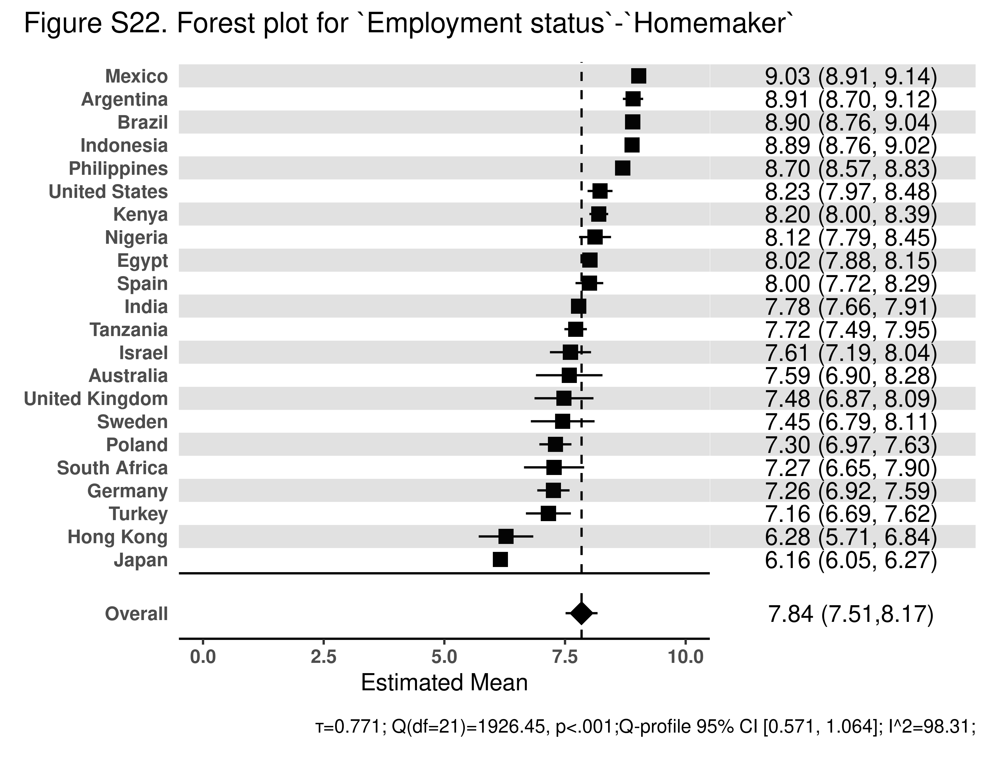 Figure S22. Forest plot for `Employment status`-`Homemaker`
Mexico 9.03 (8.91, 9.14)
Argentina 8.91 (8.70, 9.12)
Brazil 8.90 (8.76, 9.04)
Indonesia 8.89 (8.76, 9.02)
Philippines 8.70 (8.57, 8.83)
United States 8.23 (7.97, 8.48)
Kenya 8.20 (8.00, 8.39)
Nigeria 8.12 (7.79, 8.45)
Egypt 8.02 (7.88, 8.15)
Spain 8.00 (7.72, 8.29)
India 7.78 (7.66, 7.91)
Tanzania 7.72 (7.49, 7.95)
Israel 7.61 (7.19, 8.04)
Australia 7.59 (6.90, 8.28)
United Kingdom 7.48 (6.87, 8.09)
Sweden 7.45 (6.79, 8.11)
Poland 7.30 (6.97, 7.63)
South Africa 7.27 (6.65, 7.90)
Germany 7.26 (6.92, 7.59)
Turkey 7.16 (6.69, 7.62)
Hong Kong 6.28 (5.71, 6.84)
Japan 6.16 (6.05, 6.27)
Overall 7.84 (7.51,8.17)
0.0 2.5 5.0 7.5 10.0
Estimated Mean
τ=0.771; Q(df=21)=1926.45, p<.001;Q-profile 95% CI [0.571, 1.064]; I^2=98.31;